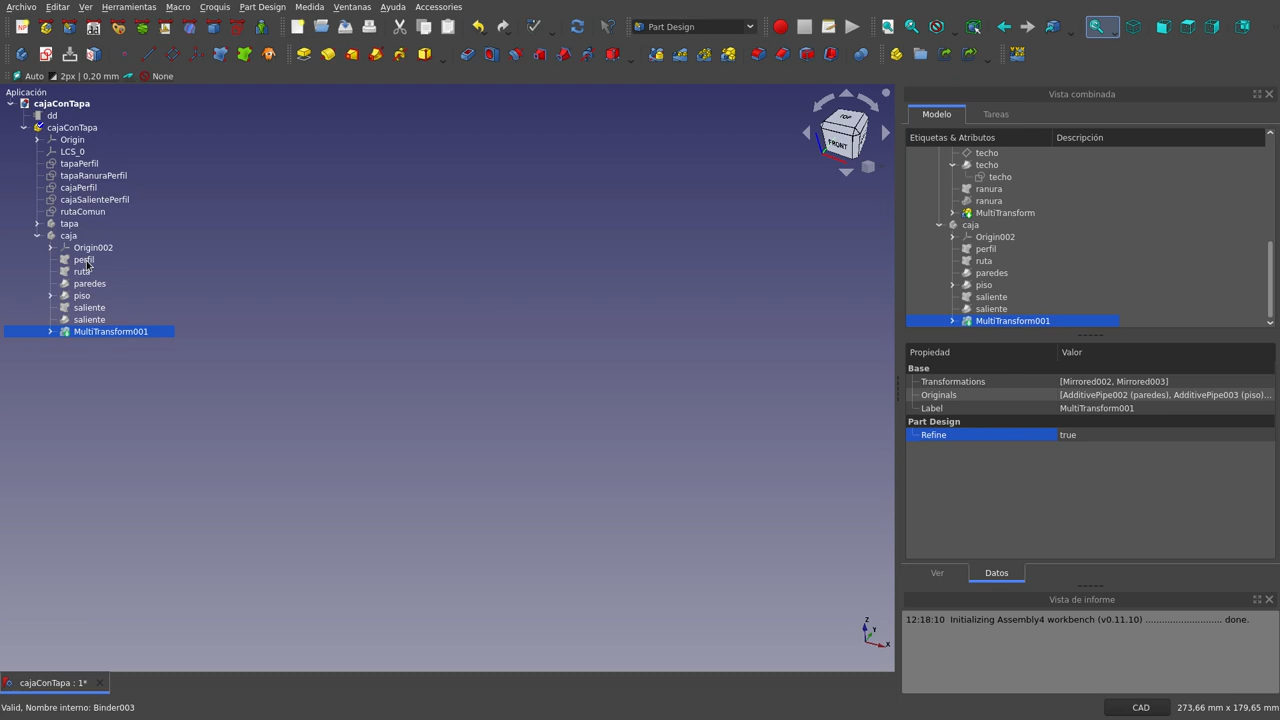 Archivo Editar Ver Herramientas Macro Croquis Part Design Medida Ventanas Ayuda Accessories
Part Design
Auto 2px | 0,20 mm None
Aplicación
cajaConTapa
dd
cajaConTapa
Origin
LCS_0
tapaPerfil
tapaRanuraPerfil
cajaPerfil
cajaSalientePerfil
rutaComun
tapa
caja
Origin002
perfil
ruta
paredes
piso
saliente
saliente
MultiTransform001
TOP
FRONT
Z
Y
X
Vista combinada
Modelo Tareas
Etiquetas & Atributos Descripción
techo
techo
techo
ranura
ranura
MultiTransform
caja
Origin002
perfil
ruta
paredes
piso
saliente
saliente
MultiTransform001
Propiedad Valor
Base
Transformations [Mirrored002, Mirrored003]
Originals [AdditivePipe002 (paredes), AdditivePipe003 (piso)...
Label MultiTransform001
Part Design
Refine true
Ver Datos
Vista de informe
12:18:10 Initializing Assembly4 workbench (v0.11.10) ............................ done.
cajaConTapa : 1*
Valid, Nombre interno: Binder003
CAD 273,66 mm x 179,65 mm